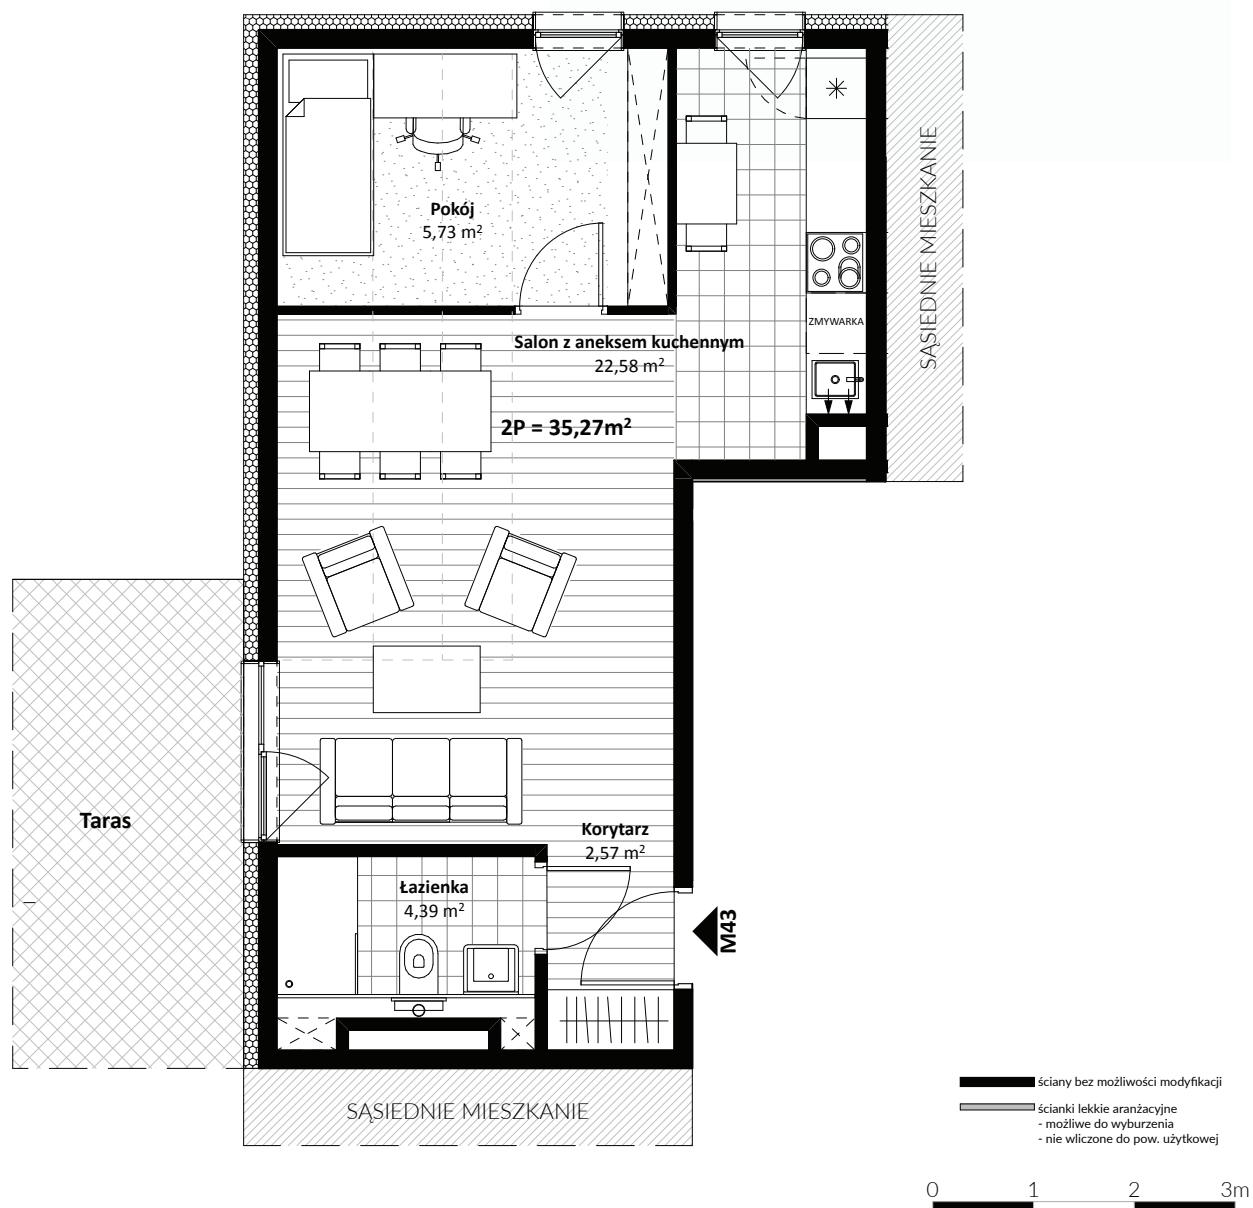 SĄSIEDNIE MIESZKANIE
Pokój
5,73 m²
ZMYWARKA
Salon z aneksem kuchennym
22,58 m²
2P = 35,27m²
Taras
Korytarz
2,57 m²
Łazienka
4,39 m²
M43
SĄSIEDNIE MIESZKANIE
ściany bez możliwości modyfikacji
ścianki lekkie aranżacyjne
- możliwe do wyburzenia
- nie wliczone do pow. użytkowej
0 1 2 3m